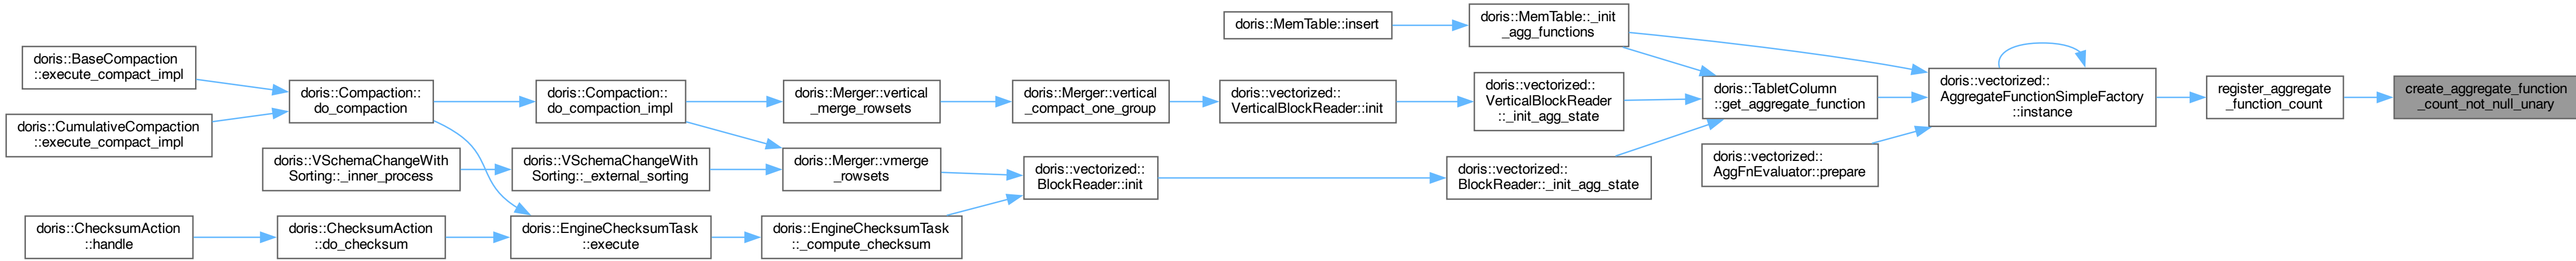 doris::BaseCompaction
::execute_compact_impl
doris::CumulativeCompaction
::execute_compact_impl
doris::Compaction::
do_compaction
doris::Compaction::
do_compaction_impl
doris::Merger::vertical
_merge_rowsets
doris::Merger::vertical
_compact_one_group
doris::vectorized::
VerticalBlockReader::init
doris::vectorized::
VerticalBlockReader
::_init_agg_state
doris::MemTable::insert
doris::MemTable::_init
_agg_functions
doris::TabletColumn
::get_aggregate_function
doris::vectorized::
AggregateFunctionSimpleFactory
::instance
register_aggregate
_function_count
create_aggregate_function
_count_not_null_unary
doris::vectorized::
AggFnEvaluator::prepare
doris::VSchemaChangeWith
Sorting::_inner_process
doris::VSchemaChangeWith
Sorting::_external_sorting
doris::Merger::vmerge
_rowsets
doris::vectorized::
BlockReader::init
doris::vectorized::
BlockReader::_init_agg_state
doris::ChecksumAction
::handle
doris::ChecksumAction
::do_checksum
doris::EngineChecksumTask
::execute
doris::EngineChecksumTask
::_compute_checksum